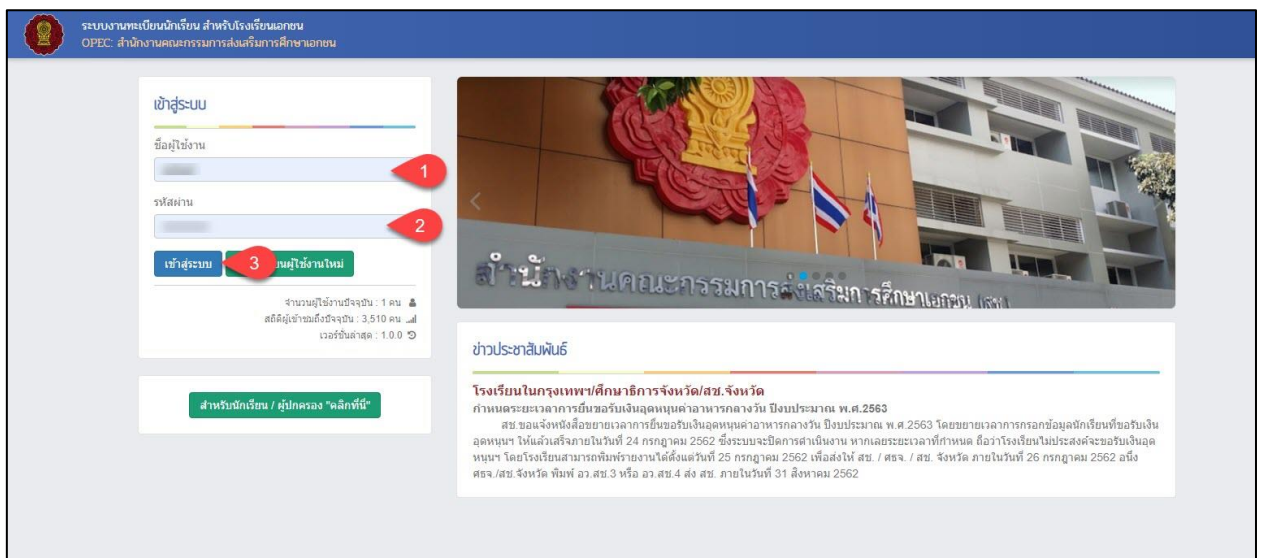 ระบบงานทะเบียนนักเรียน สำหรับโรงเรียนเอกชน
OPEC: สำนักงานคณะกรรมการส่งเสริมการศึกษาเอกชน
เข้าสู่ระบบ
ชื่อผู้ใช้งาน
1
รหัสผ่าน
2
เข้าสู่ระบบ
3
นผู้ใช้งานใหม่
จำนวนผู้ใช้งานปัจจุบัน : 1 คน
สถิติผู้เข้าชมถึงปัจจุบัน : 3,510 คน
เวอร์ชั่นล่าสุด : 1.0.0
สำหรับนักเรียน / ผู้ปกครอง "คลิกที่นี่"
สำนักงานคณะกรรมการส่งเสริมการศึกษาเอกชน (สช.)
ข่าวประชาสัมพันธ์
โรงเรียนในกรุงเทพฯ/ศึกษาธิการจังหวัด/สช.จังหวัด
กำหนดระยะเวลาการยื่นขอรับเงินอุดหนุนค่าอาหารกลางวัน ปีงบประมาณ พ.ศ.2563
สช.ขอแจ้งหนังสือขยายเวลาการยื่นขอรับเงินอุดหนุนค่าอาหารกลางวัน ปีงบประมาณ พ.ศ.2563 โดยขยายเวลาการกรอกข้อมูลนักเรียนที่ขอรับเงิน
อุดหนุนฯ ให้แล้วเสร็จภายในวันที่ 24 กรกฎาคม 2562 ซึ่งระบบจะปิดการดำเนินงาน หากเลยระยะเวลาที่กำหนด ถือว่าโรงเรียนไม่ประสงค์จะขอรับเงินอุด
หนุนฯ โดยโรงเรียนสามารถพิมพ์รายงานได้ตั้งแต่วันที่ 25 กรกฎาคม 2562 เพื่อส่งให้ สช. / ศธจ. / สช. จังหวัด ภายในวันที่ 26 กรกฎาคม 2562 อนึ่ง
ศธจ./สช.จังหวัด พิมพ์ อว.สช.3 หรือ อว.สช.4 ส่ง สช. ภายในวันที่ 31 สิงหาคม 2562